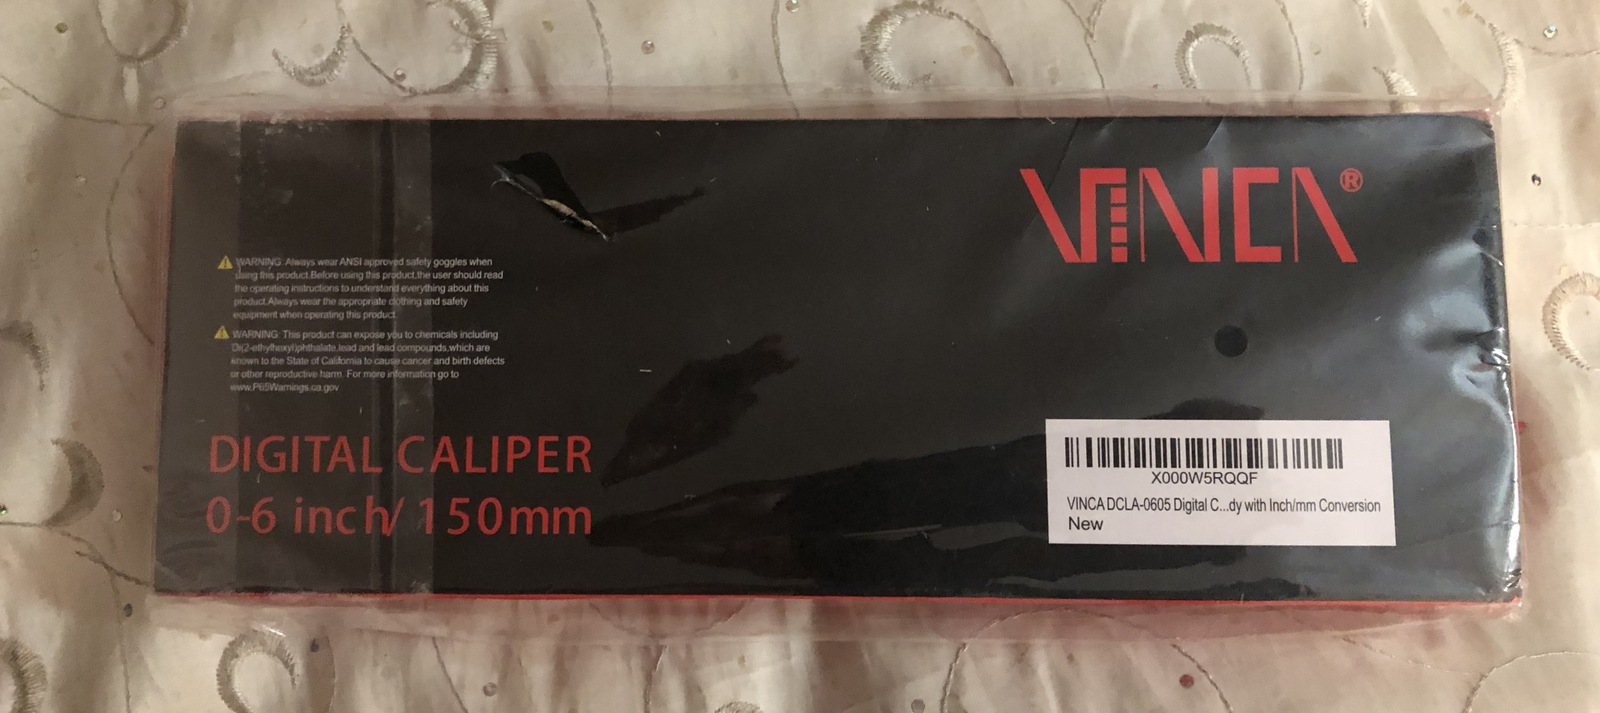 VINCA®
WARNING: Always wear ANSI approved safety goggles when
using this product.Before using this product,the user should read
the operating instructions to understand everything about this
product.Always wear the appropriate clothing and safety
equipment when operating this product.
WARNING: This product can expose you to chemicals including
Di(2-ethylhexyl)phthalate,lead and lead compounds,which are
known to the State of California to cause cancer and birth defects
or other reproductive harm. For more information go to
www.P65Warnings.ca.gov
DIGITAL CALIPER
0-6 inch/ 150mm
X000W5RQQF
VINCA DCLA-0605 Digital C...dy with Inch/mm Conversion
New